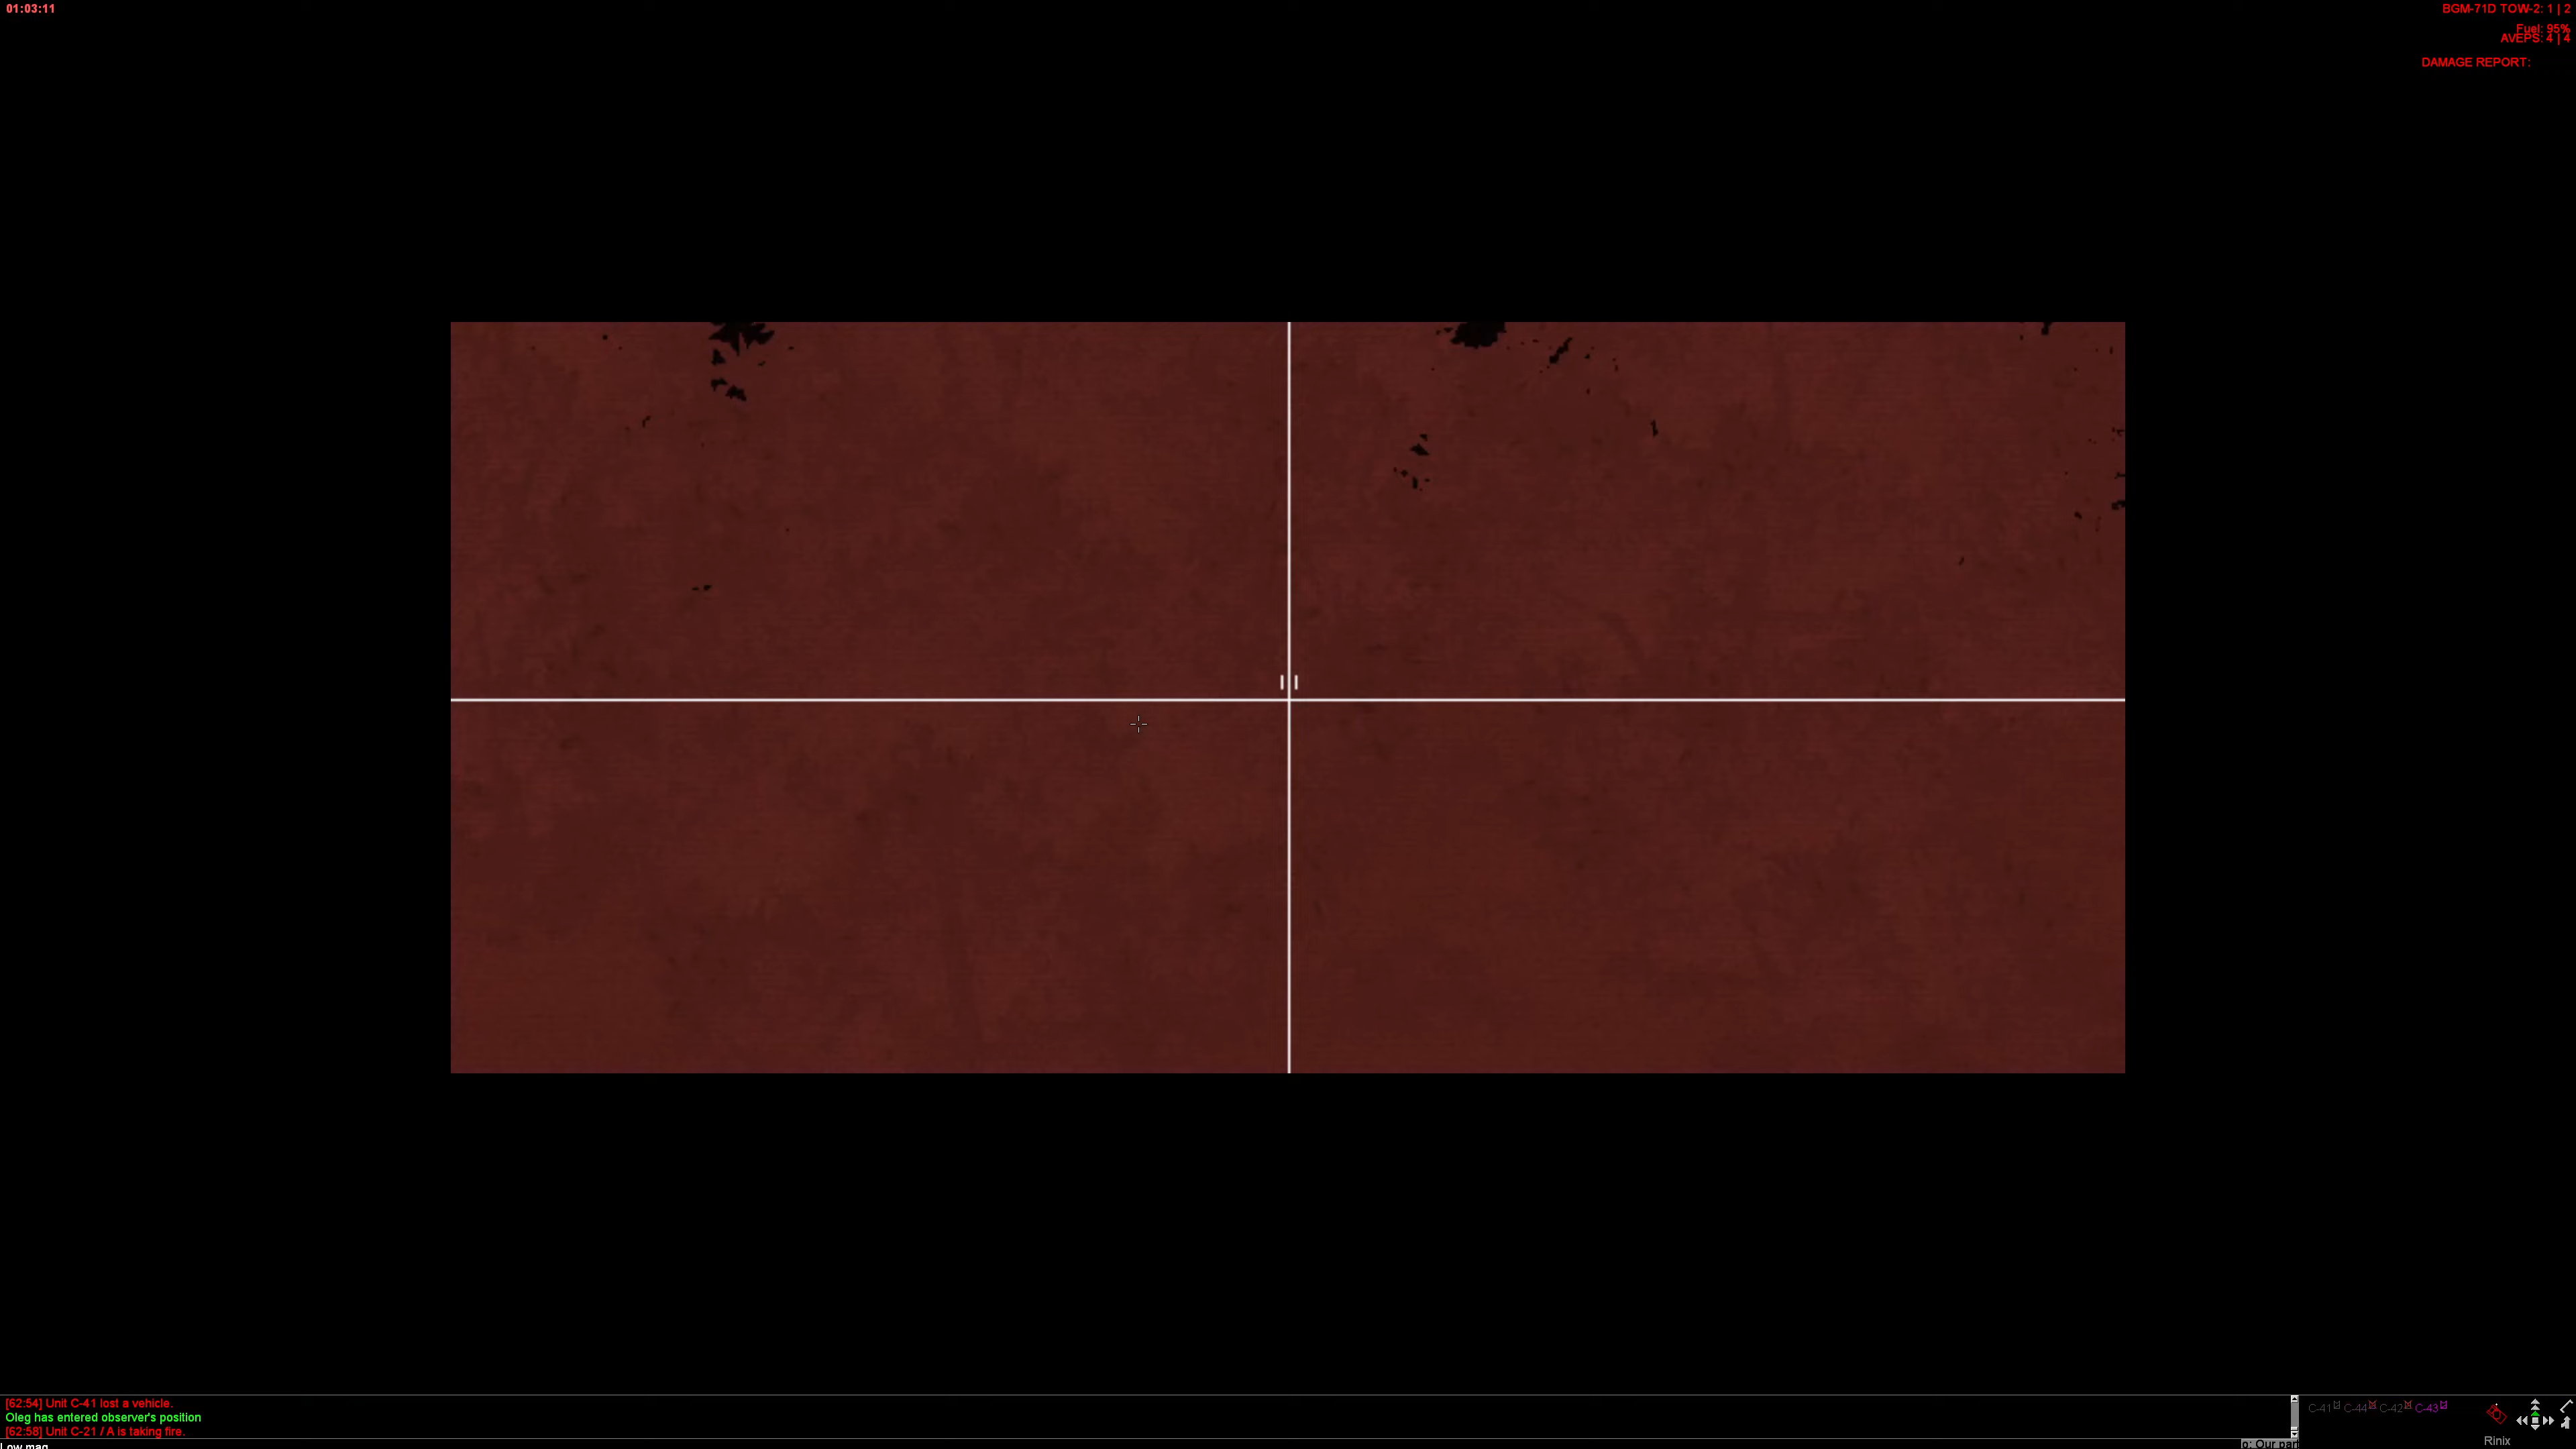 01:03:11
BGM-71D TOW-2: 1 | 2
Fuel: 95%
AVEPS: 4 | 4
DAMAGE REPORT:
[62:54] Unit C-41 lost a vehicle.
Oleg has entered observer's position
[62:58] Unit C-21 / A is taking fire.
Low mag
C-41 C-44 C-42 C-43
Rinix